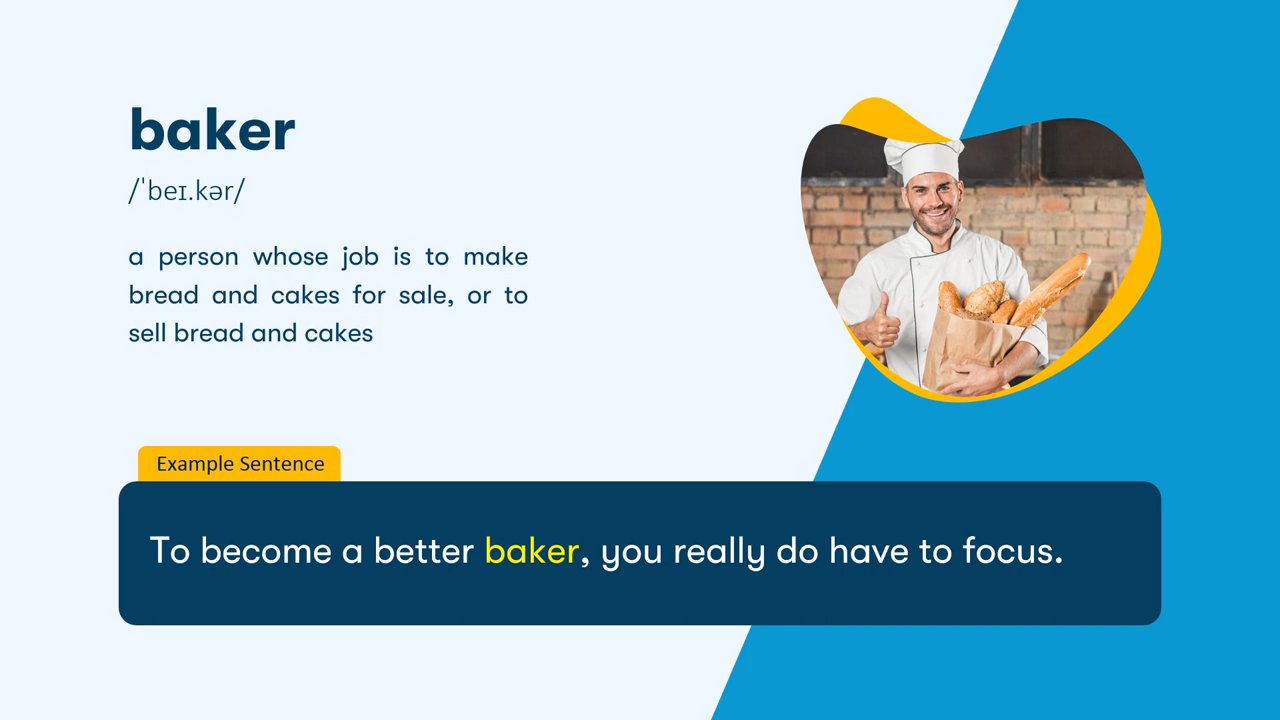 baker
/ˈbeɪ.kər/
a person whose job is to make
bread and cakes for sale, or to
sell bread and cakes
Example Sentence
To become a better baker, you really do have to focus.